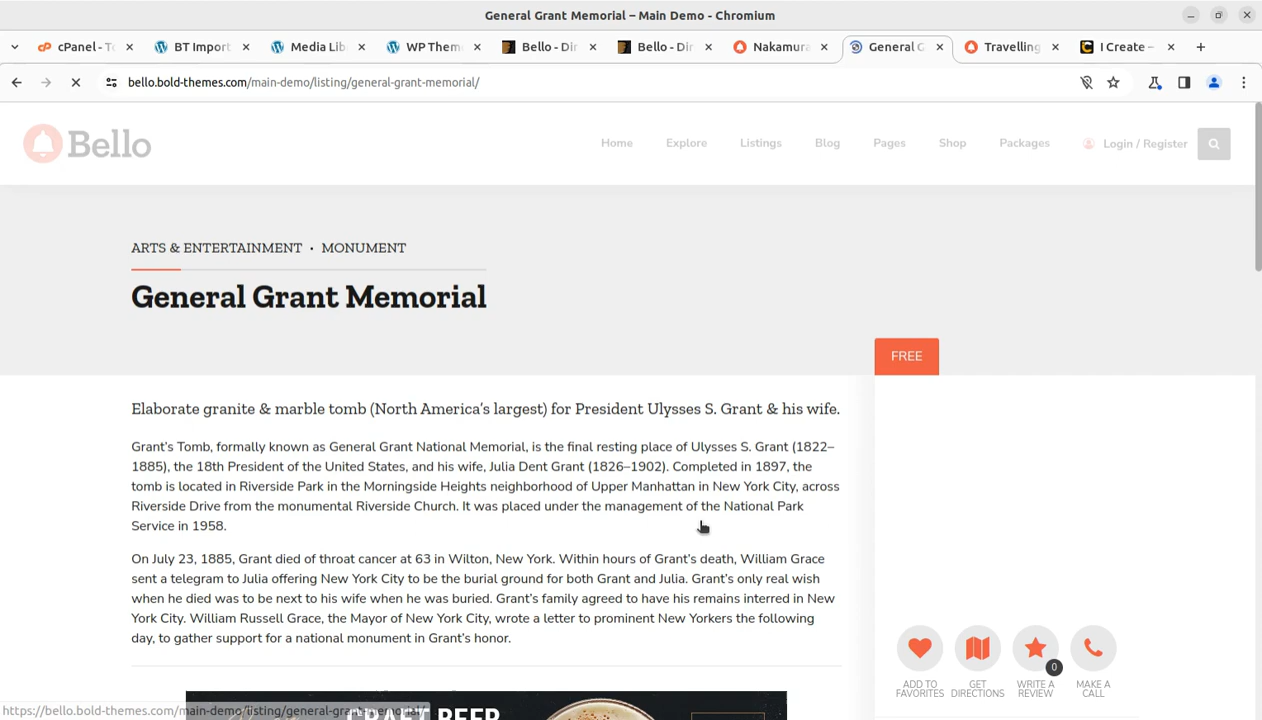 General Grant Memorial – Main Demo - Chromium
cPanel - To
BT Import
Media Lib
WP Them
Bello - Dir
Bello - Dir
Nakamura
General G
Travelling
I Create –
bello.bold-themes.com/main-demo/listing/general-grant-memorial/
Bello
Home
Explore
Listings
Blog
Pages
Shop
Packages
Login / Register
ARTS & ENTERTAINMENT • MONUMENT
General Grant Memorial
FREE
Elaborate granite & marble tomb (North America's largest) for President Ulysses S. Grant & his wife.
Grant's Tomb, formally known as General Grant National Memorial, is the final resting place of Ulysses S. Grant (1822–
1885), the 18th President of the United States, and his wife, Julia Dent Grant (1826–1902). Completed in 1897, the
tomb is located in Riverside Park in the Morningside Heights neighborhood of Upper Manhattan in New York City, across
Riverside Drive from the monumental Riverside Church. It was placed under the management of the National Park
Service in 1958.
On July 23, 1885, Grant died of throat cancer at 63 in Wilton, New York. Within hours of Grant's death, William Grace
sent a telegram to Julia offering New York City to be the burial ground for both Grant and Julia. Grant's only real wish
when he died was to be next to his wife when he was buried. Grant's family agreed to have his remains interred in New
York City. William Russell Grace, the Mayor of New York City, wrote a letter to prominent New Yorkers the following
day, to gather support for a national monument in Grant's honor.
0
ADD TO
FAVORITES
GET
DIRECTIONS
WRITE A
REVIEW
MAKE A
CALL
CRAFT BEER
https://bello.bold-themes.com/main-demo/listing/general-grant-memorial/